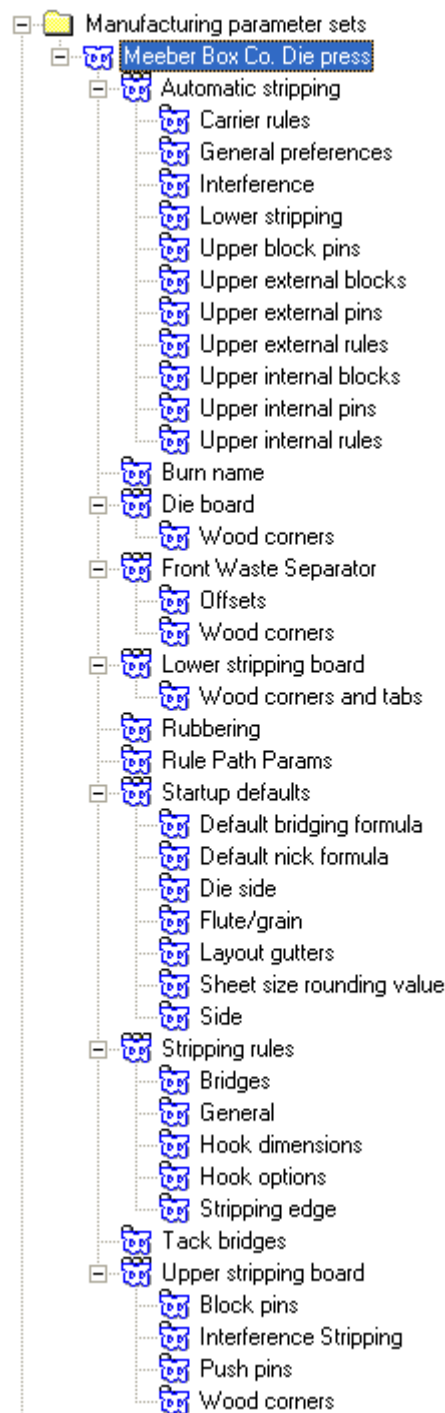 Manufacturing parameter sets
Meeber Box Co. Die press
Automatic stripping
Carrier rules
General preferences
Interference
Lower stripping
Upper block pins
Upper external blocks
Upper external pins
Upper external rules
Upper internal blocks
Upper internal pins
Upper internal rules
Burn name
Die board
Wood corners
Front Waste Separator
Offsets
Wood corners
Lower stripping board
Wood corners and tabs
Rubbering
Rule Path Params
Startup defaults
Default bridging formula
Default nick formula
Die side
Flute/grain
Layout gutters
Sheet size rounding value
Side
Stripping rules
Bridges
General
Hook dimensions
Hook options
Stripping edge
Tack bridges
Upper stripping board
Block pins
Interference Stripping
Push pins
Wood corners